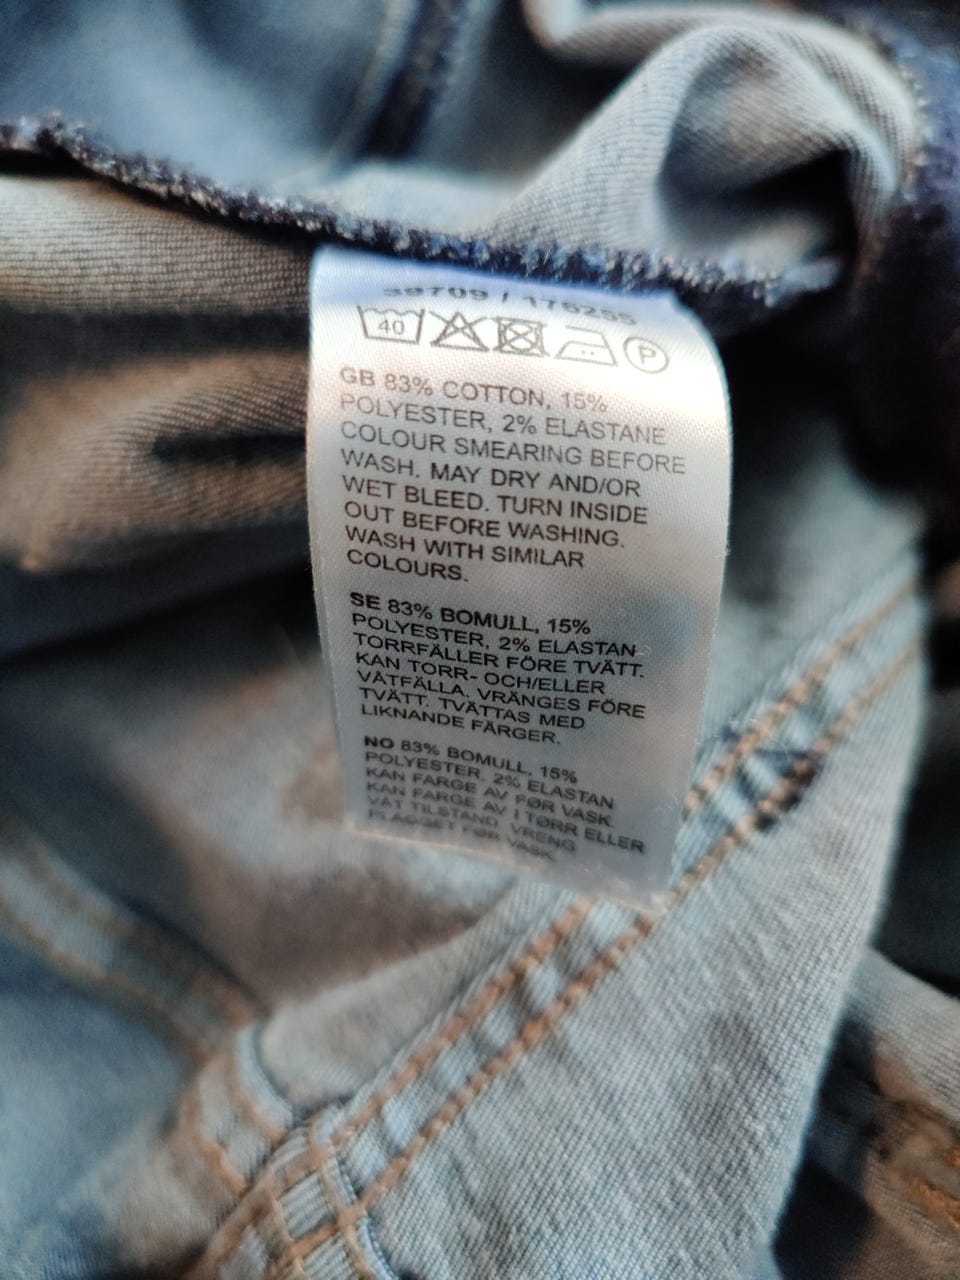 39709 / 176255
40
P
GB 83% COTTON, 15%
POLYESTER, 2% ELASTANE
COLOUR SMEARING BEFORE
WASH. MAY DRY AND/OR
WET BLEED. TURN INSIDE
OUT BEFORE WASHING.
WASH WITH SIMILAR
COLOURS.
SE 83% BOMULL, 15%
POLYESTER, 2% ELASTAN
TORRFÄLLER FÖRE TVÄTT.
KAN TORR- OCH/ELLER
VÅTFÄLLA. VRÄNGES FÖRE
TVÄTT. TVÄTTAS MED
LIKNANDE FÄRGER.
NO 83% BOMULL, 15%
POLYESTER, 2% ELASTAN
KAN FARGE AV FØR VASK.
KAN FARGE AV I TØRR ELLER
VÅT TILSTAND. VRENG
PLAGGET FØR VASK.